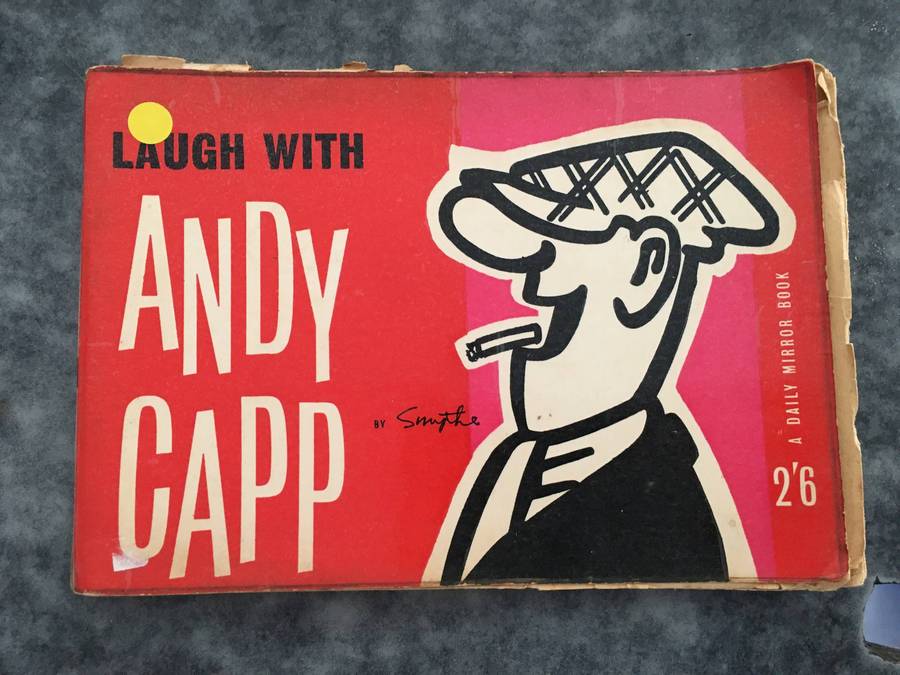 LAUGH WITH
ANDY
CAPP
BY Smythe
A DAILY MIRROR BOOK
2'6